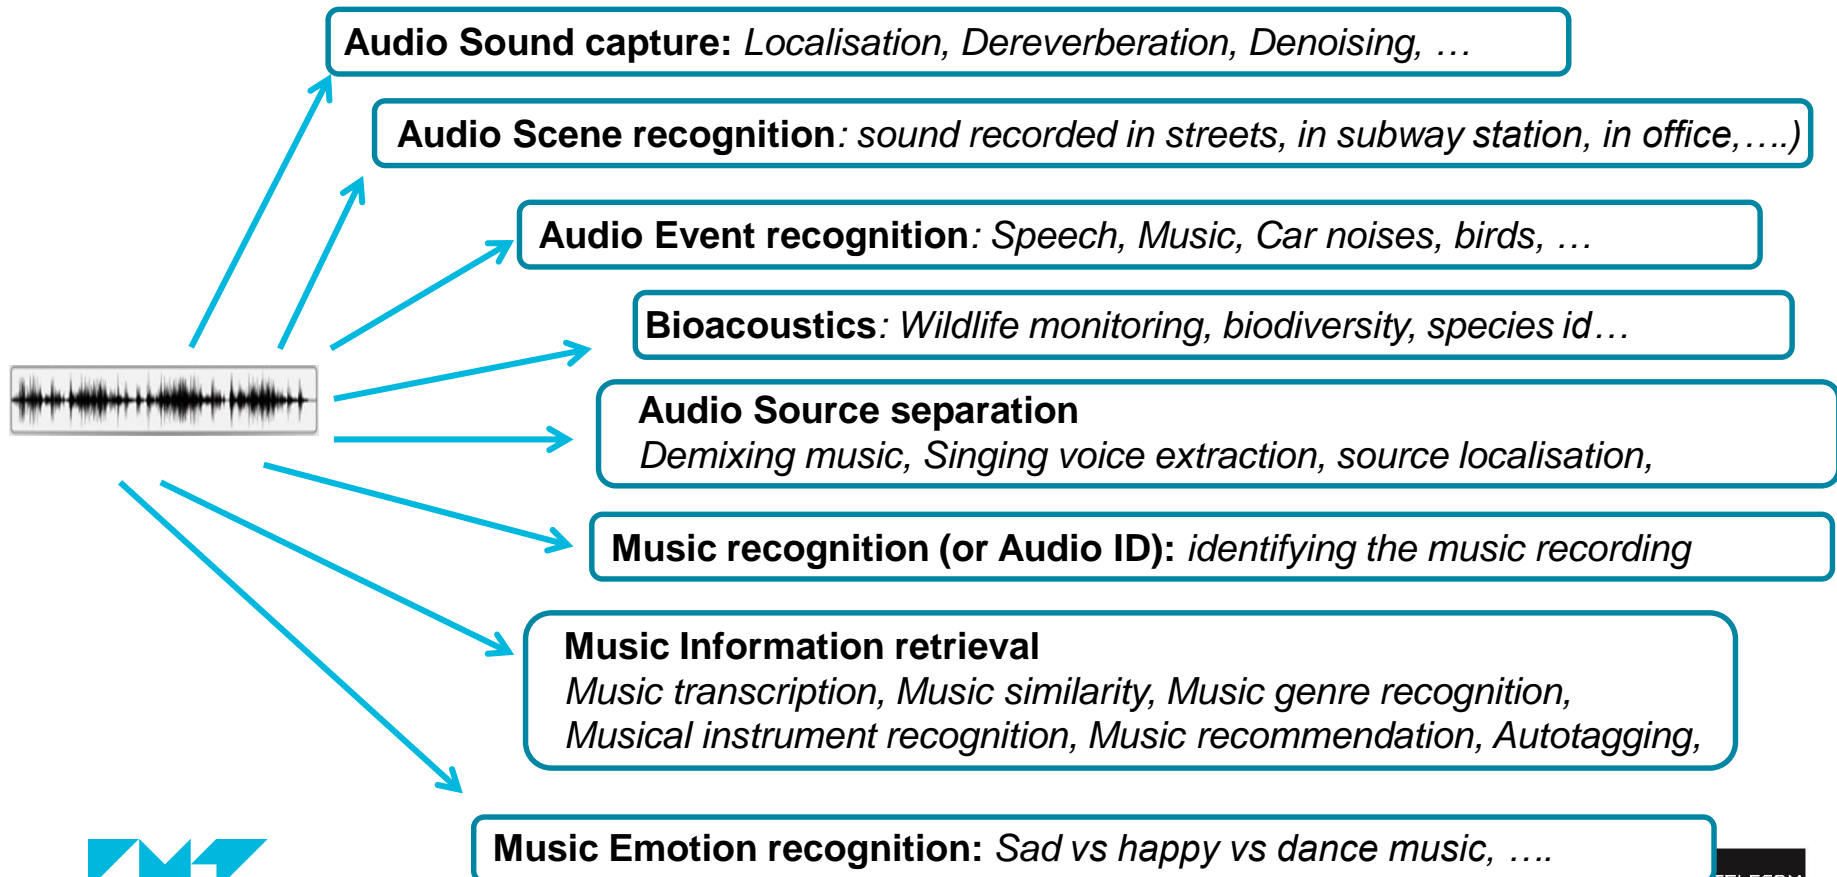 Audio Sound capture: Localisation, Dereverberation, Denoising, …
Audio Scene recognition: sound recorded in streets, in subway station, in office,….)
Audio Event recognition: Speech, Music, Car noises, birds, …
Bioacoustics: Wildlife monitoring, biodiversity, species id…
Audio Source separation
Demixing music, Singing voice extraction, source localisation,
Music recognition (or Audio ID): identifying the music recording
Music Information retrieval
Music transcription, Music similarity, Music genre recognition,
Musical instrument recognition, Music recommendation, Autotagging,
Music Emotion recognition: Sad vs happy vs dance music, ….